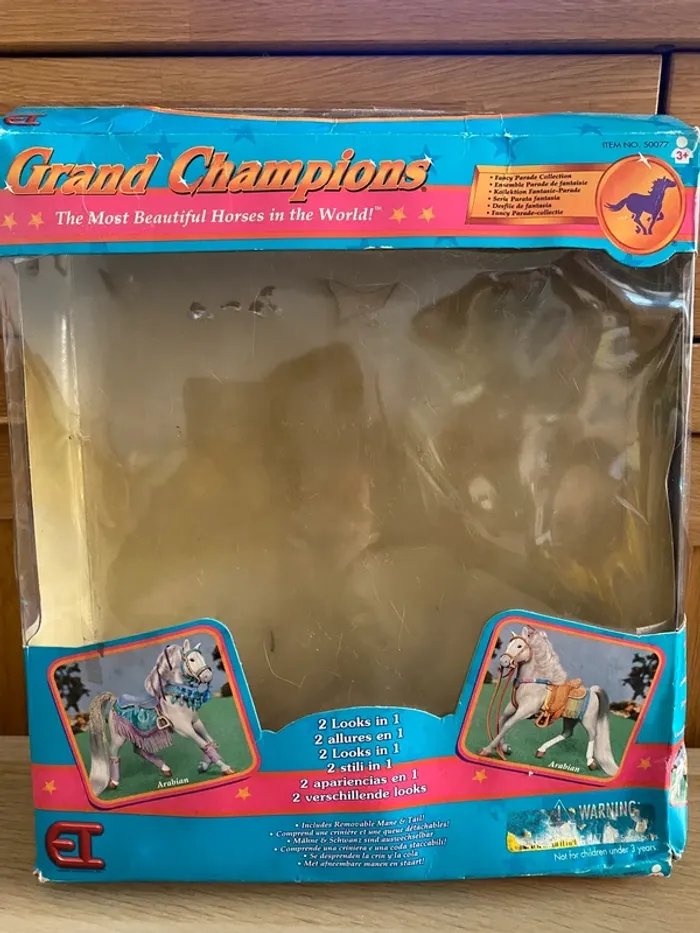 ITEM NO. 50077
3+
Grand Champions®
The Most Beautiful Horses in the World!™
• Fancy Parade Collection
• Ensemble Parade de fantaisie
• Kollektion Fantasie-Parade
• Serie Parata fantasia
• Desfile de fantasia
• Fancy Parade-collectie
2 Looks in 1
2 allures en 1
2 Looks in 1
2 stili in 1
2 apariencias en 1
2 verschillende looks
Arabian
Arabian
• Includes Removable Mane & Tail!
• Comprend une crinière et une queue détachables!
• Mähne & Schwanz sind auswechselbar
• Comprende una criniera e una coda staccabili!
• Se desprenden la crin y la cola
• Met afneembare manen en staart!
WARNING:
Not for children under 3 years.